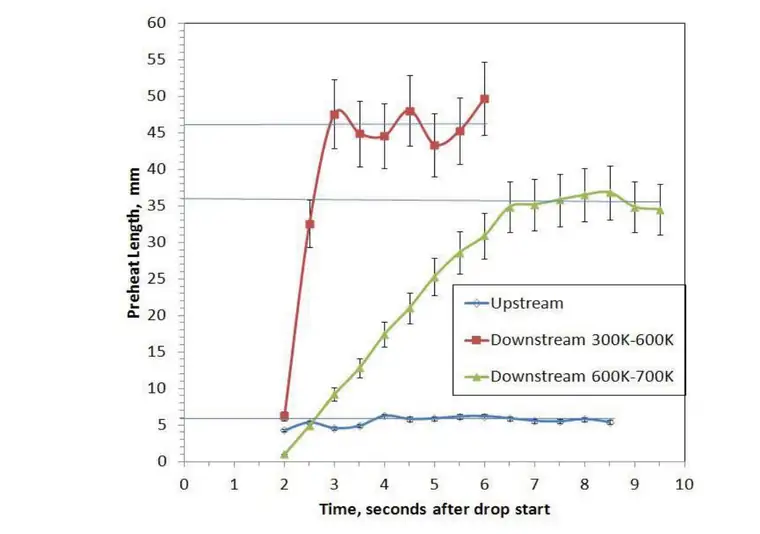 60
55
50
45
40
35
30
25
20
15
10
5
0
Preheat Length, mm
Upstream
Downstream 300K-600K
Downstream 600K-700K
0 1 2 3 4 5 6 7 8 9 10
Time, seconds after drop start